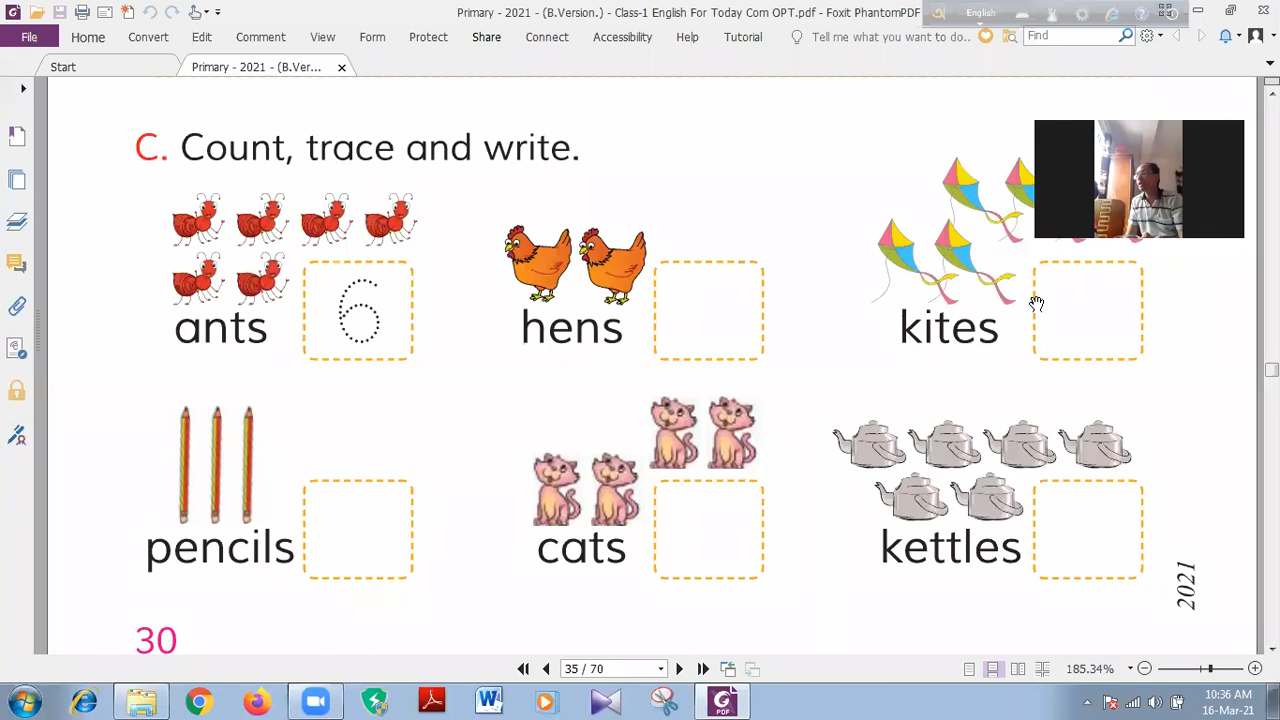 Primary - 2021 - (B.Version.) - Class-1 English For Today Com OPT.pdf - Foxit PhantomPDF
English
File Home Convert Edit Comment View Form Protect Share Connect Accessibility Help Tutorial Tell me what you want to do.. Find
Start Primary - 2021 - (B.Ver...
C. Count, trace and write.
6
ants hens kites
pencils cats kettles
2021
30
35 / 70 185.34%
10:36 AM
16-Mar-21